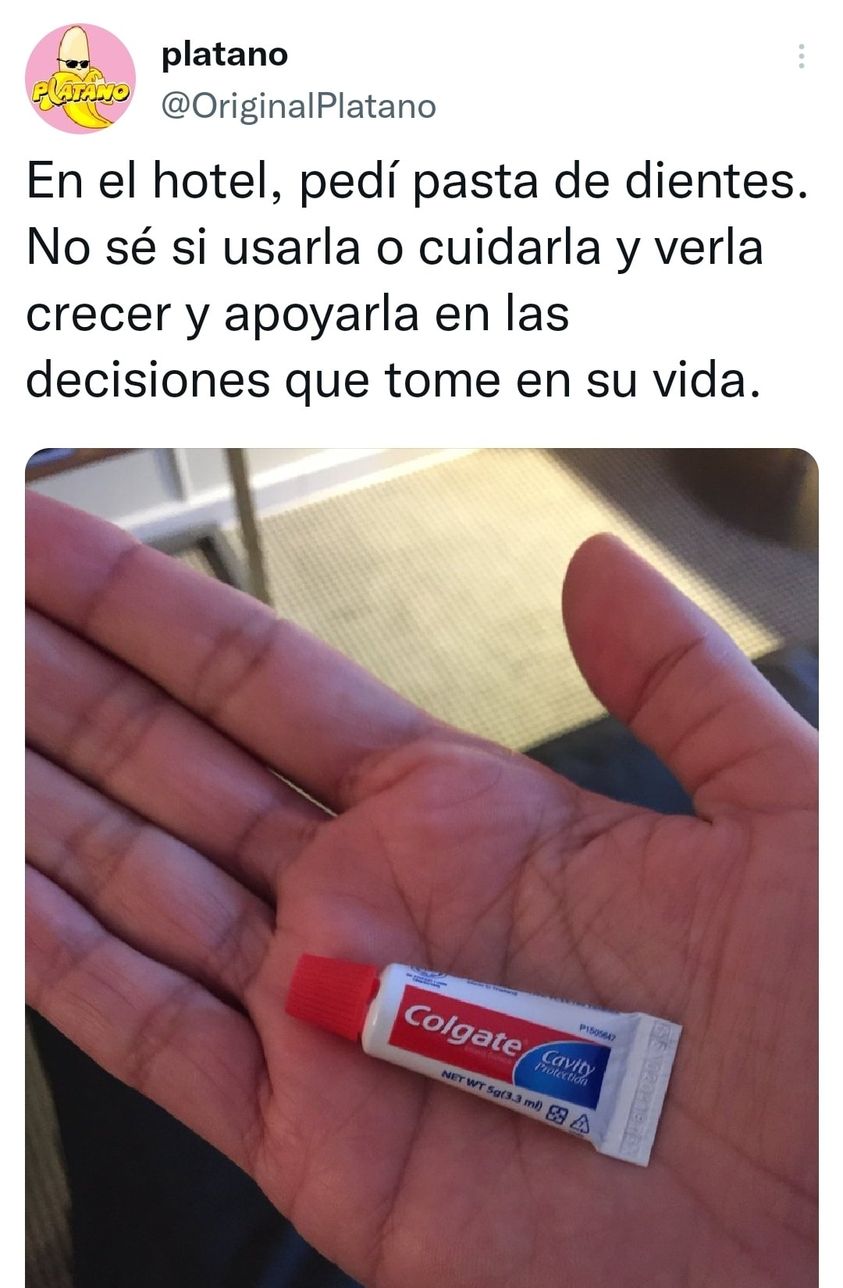 platano
PLATANO
@OriginalPlatano
En el hotel, pedí pasta de dientes.
No sé si usarla o cuidarla y verla
crecer y apoyarla en las
decisiones que tome en su vida.
P1505647
Colgate
Cavity
Protection
NET WT 5g(3.3 ml)